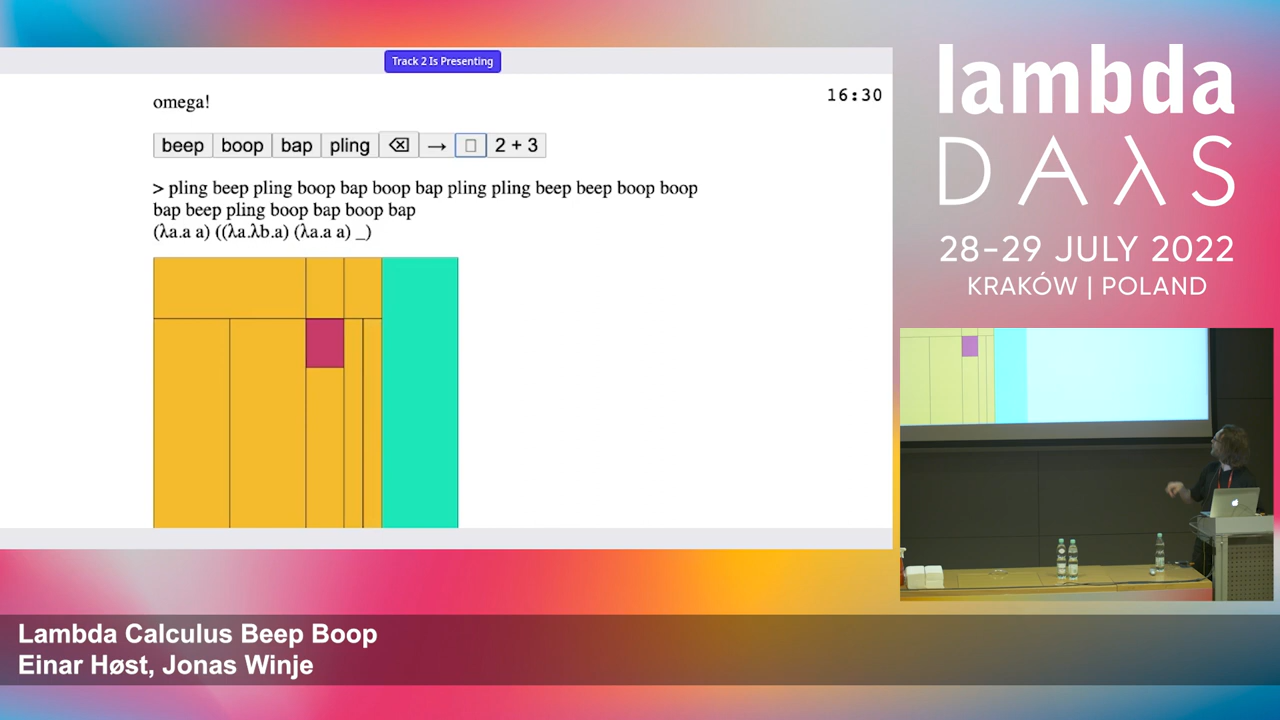 Track 2 Is Presenting
omega!
16:30
beep boop bap pling ⌫ → 2 + 3
> pling beep pling boop bap boop bap pling pling beep beep boop boop
bap beep pling boop bap boop bap
(λa.a a) ((λa.λb.a) (λa.a a) _)
lambda
DAλS
28–29 JULY 2022
KRAKÓW | POLAND
Lambda Calculus Beep Boop
Einar Høst, Jonas Winje